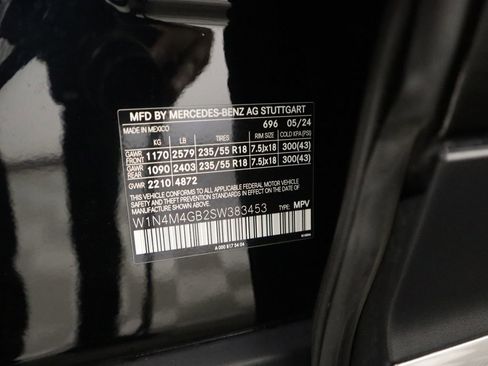 MFD BY MERCEDES-BENZ AG STUTTGART
MADE IN MEXICO 696 05/24
KG LB TIRES RIM SIZE COLD KPA (PSI)
GAWR FRONT 1170 2579 235/55 R18 7.5Jx18 300(43)
GAWR REAR 1090 2403 235/55 R18 7.5Jx18 300(43)
GVWR 2210 4872
THIS VEHICLE CONFORMS TO ALL APPLICABLE FEDERAL MOTOR VEHICLE
SAFETY AND THEFT PREVENTION STANDARDS IN EFFECT ON THE DATE OF
MANUFACTURE SHOWN ABOVE.
W1N4M4GB2SW383453 TYPE: MPV
A 000 817 54 04